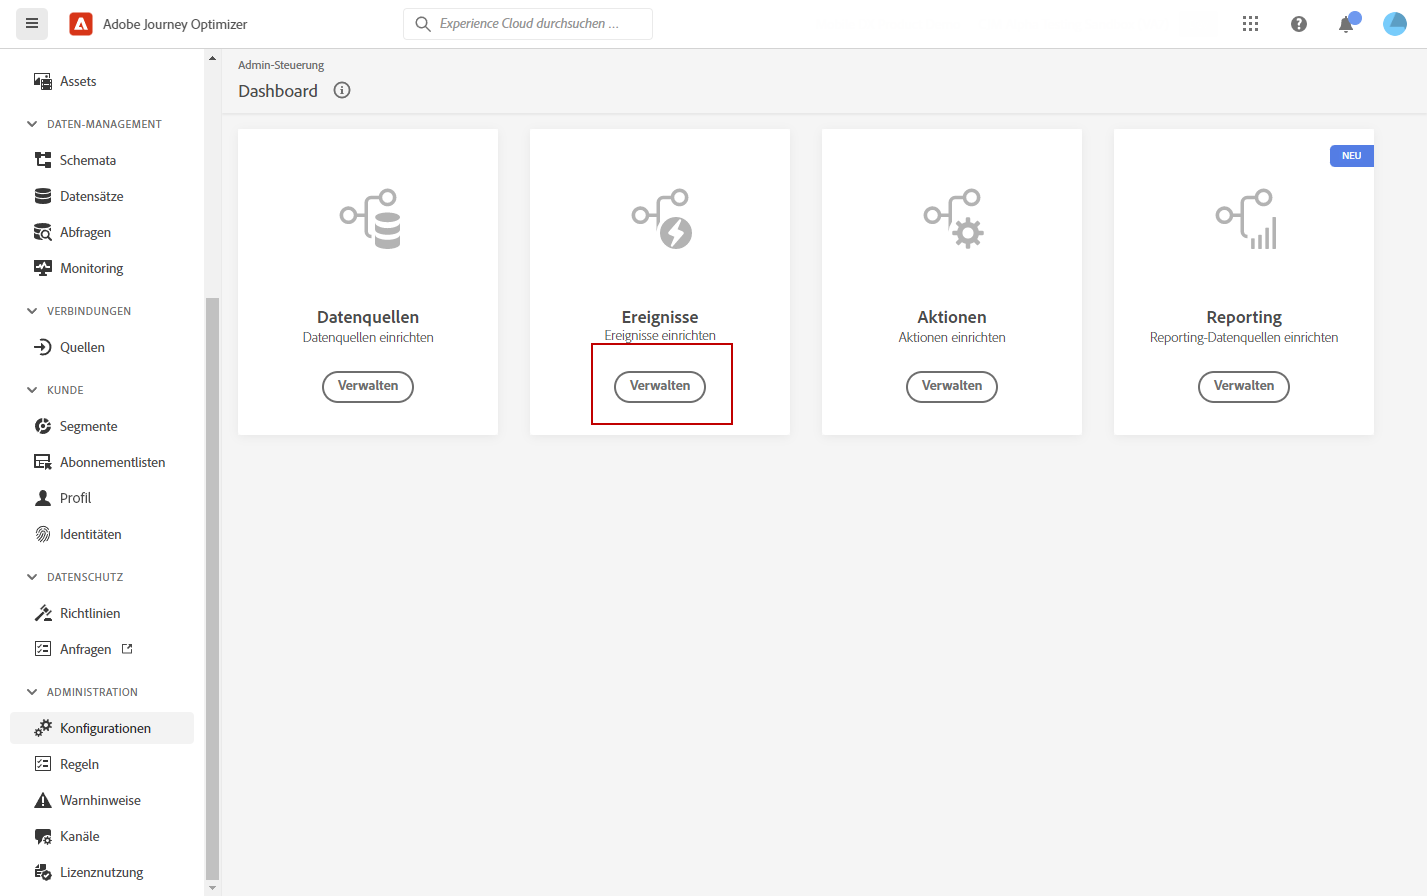 Adobe Journey Optimizer
Experience Cloud durchsuchen ...
Assets
DATEN-MANAGEMENT
Schemata
Datensätze
Abfragen
Monitoring
VERBINDUNGEN
Quellen
KUNDE
Segmente
Abonnementlisten
Profil
Identitäten
DATENSCHUTZ
Richtlinien
Anfragen
ADMINISTRATION
Konfigurationen
Regeln
Warnhinweise
Kanäle
Lizenznutzung
Admin-Steuerung
Dashboard
Datenquellen
Datenquellen einrichten
Verwalten
Ereignisse
Ereignisse einrichten
Verwalten
Aktionen
Aktionen einrichten
Verwalten
NEU
Reporting
Reporting-Datenquellen einrichten
Verwalten